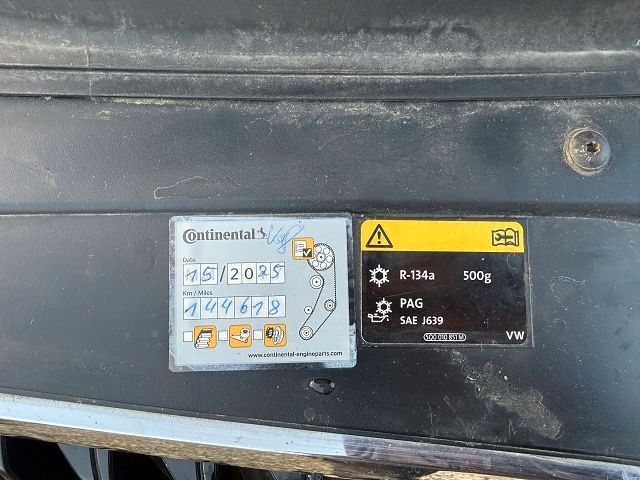 Continental
Date
15/2025
Km / Miles
144618
www.continental-engineparts.com
R-134a 500g
PAG
SAE J639
VW